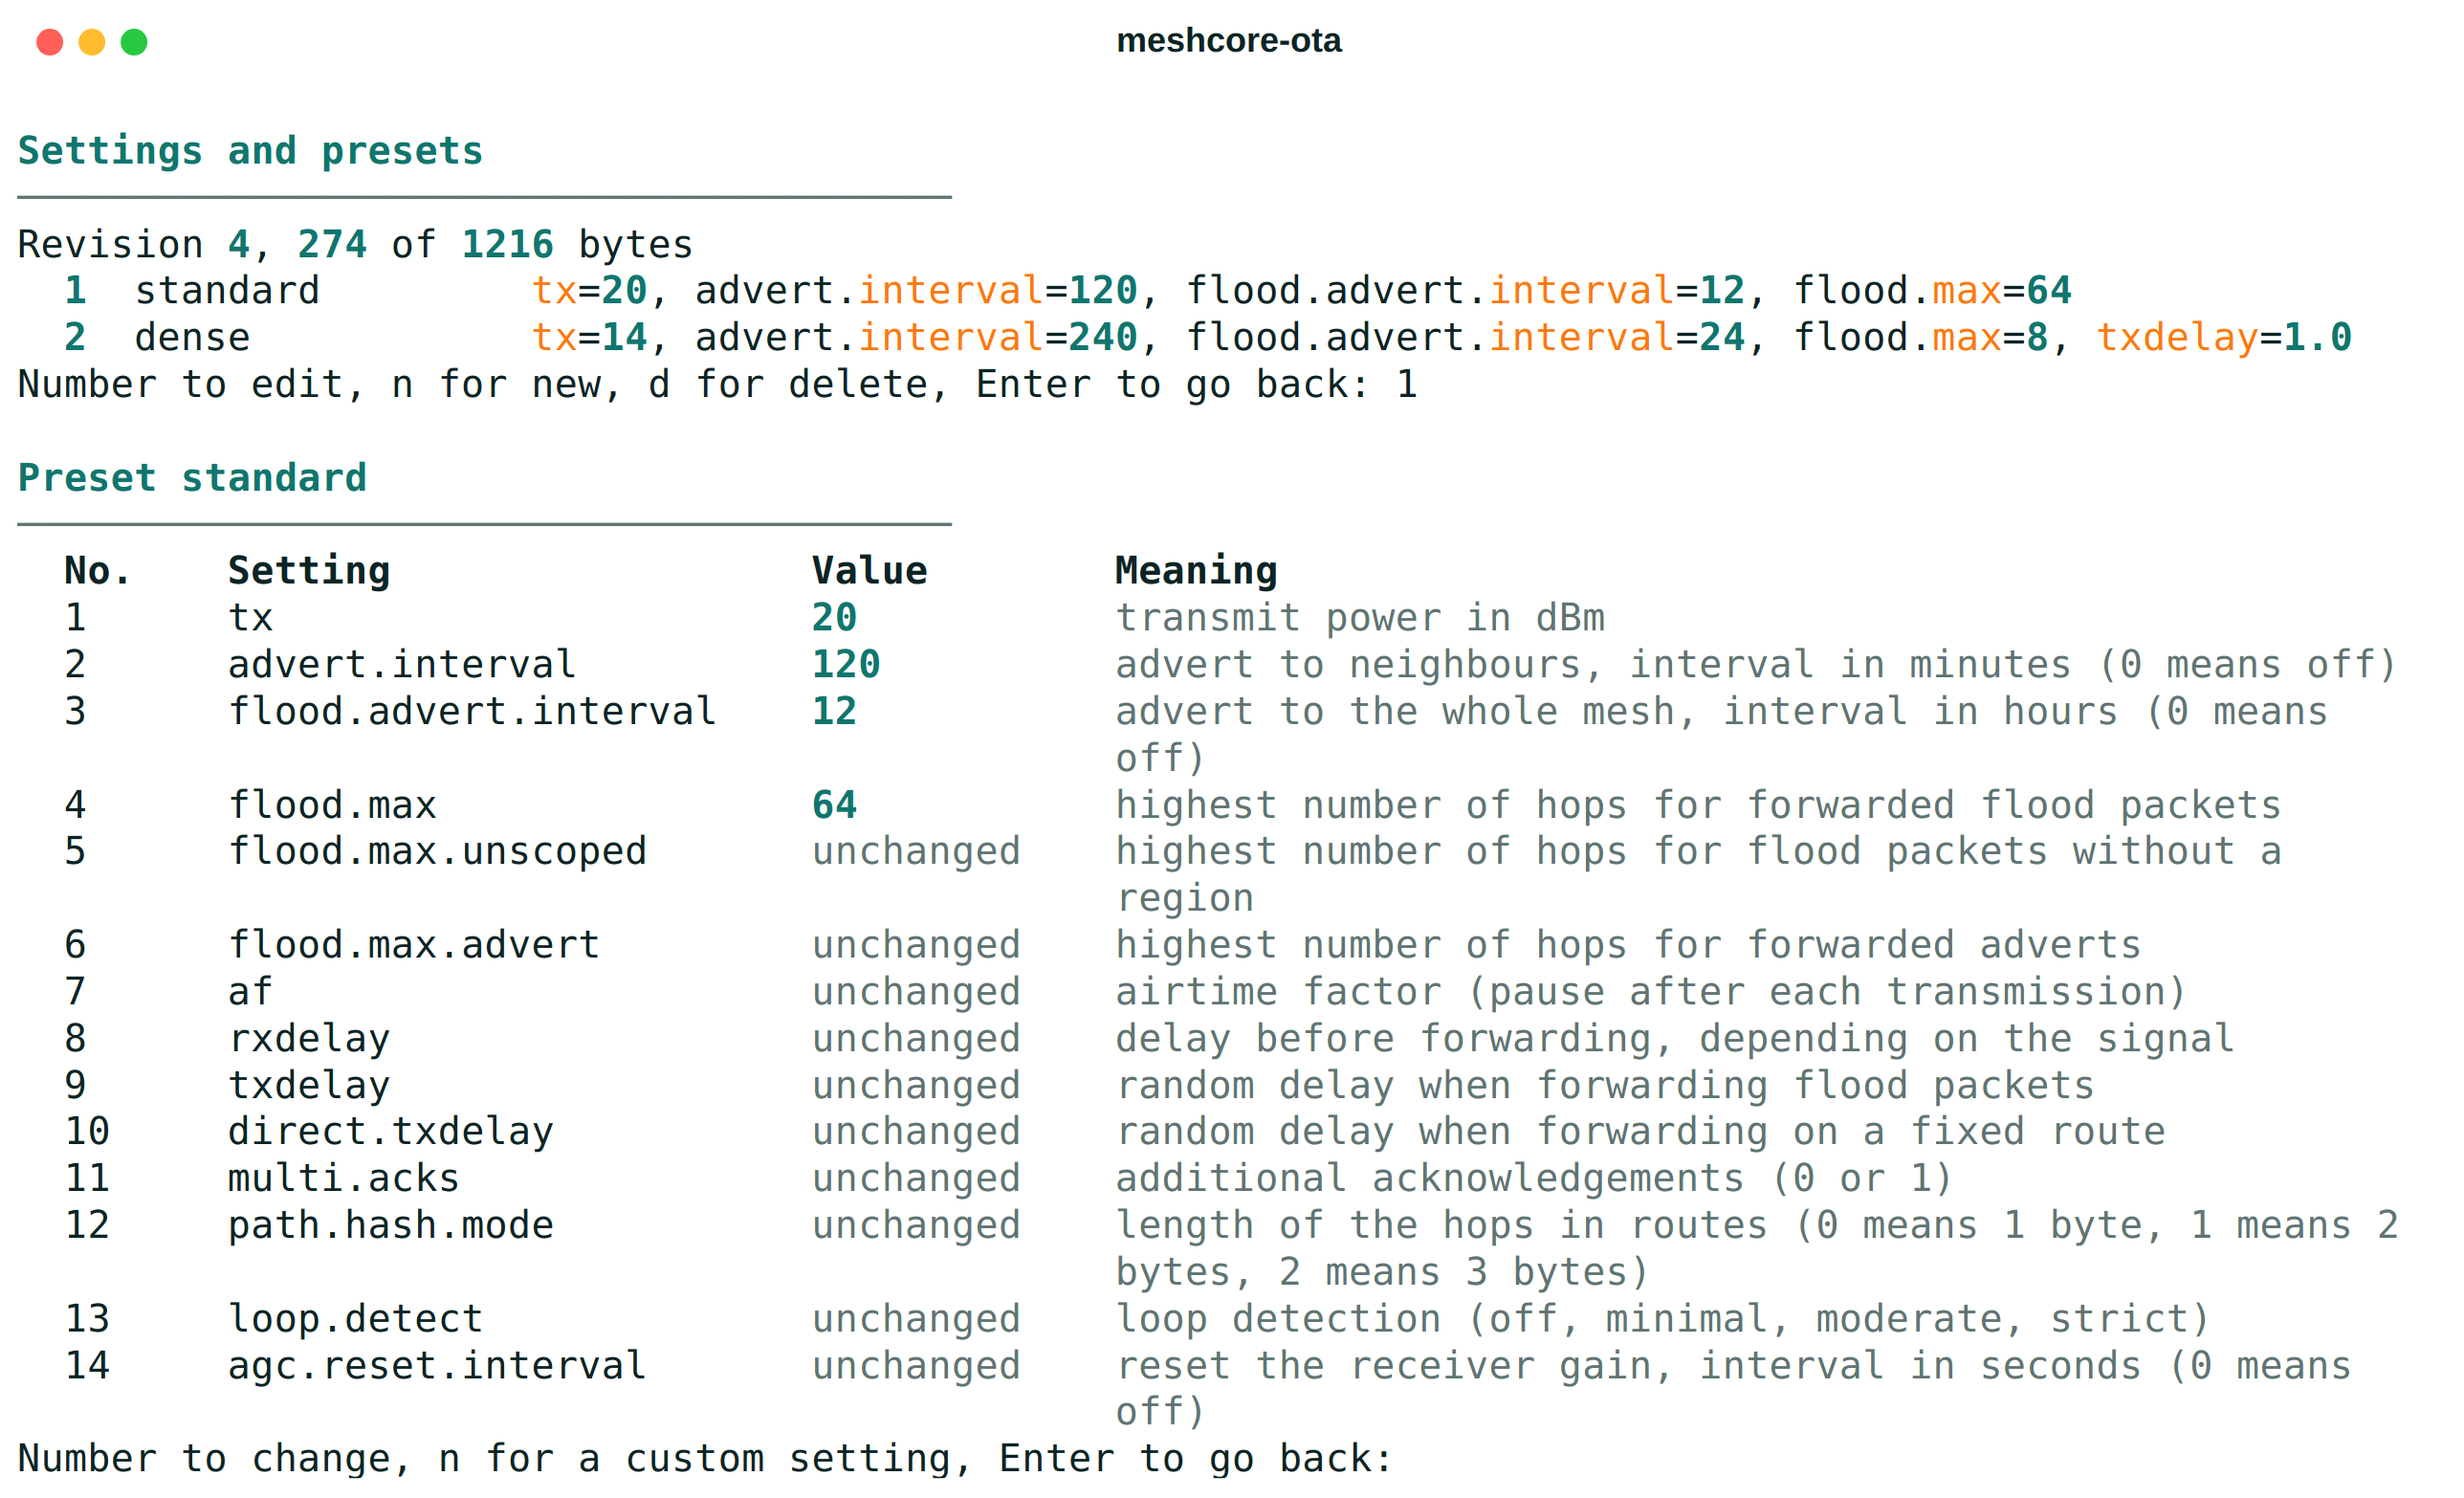 meshcore-ota
Settings and presets
Revision 4, 274 of 1216 bytes
1 standard tx=20, advert.interval=120, flood.advert.interval=12, flood.max=64
2 dense tx=14, advert.interval=240, flood.advert.interval=24, flood.max=8, txdelay=1.0
Number to edit, n for new, d for delete, Enter to go back: 1
Preset standard
No. Setting Value Meaning
1 tx 20 transmit power in dBm
2 advert.interval 120 advert to neighbours, interval in minutes (0 means off)
3 flood.advert.interval 12 advert to the whole mesh, interval in hours (0 means
off)
4 flood.max 64 highest number of hops for forwarded flood packets
5 flood.max.unscoped unchanged highest number of hops for flood packets without a
region
6 flood.max.advert unchanged highest number of hops for forwarded adverts
7 af unchanged airtime factor (pause after each transmission)
8 rxdelay unchanged delay before forwarding, depending on the signal
9 txdelay unchanged random delay when forwarding flood packets
10 direct.txdelay unchanged random delay when forwarding on a fixed route
11 multi.acks unchanged additional acknowledgements (0 or 1)
12 path.hash.mode unchanged length of the hops in routes (0 means 1 byte, 1 means 2
bytes, 2 means 3 bytes)
13 loop.detect unchanged loop detection (off, minimal, moderate, strict)
14 agc.reset.interval unchanged reset the receiver gain, interval in seconds (0 means
off)
Number to change, n for a custom setting, Enter to go back: